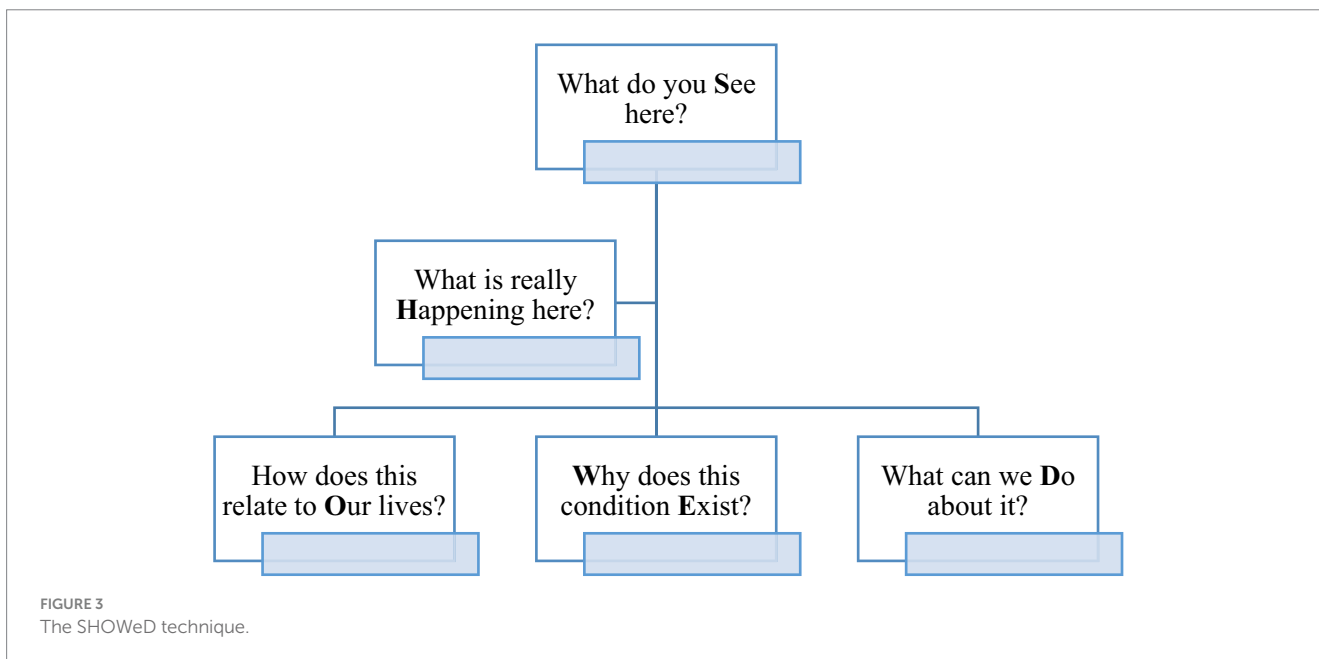 What do you See
here?
What is really
Happening here?
How does this
relate to Our lives?
Why does this
condition Exist?
What can we Do
about it?
FIGURE 3
The SHOWeD technique.